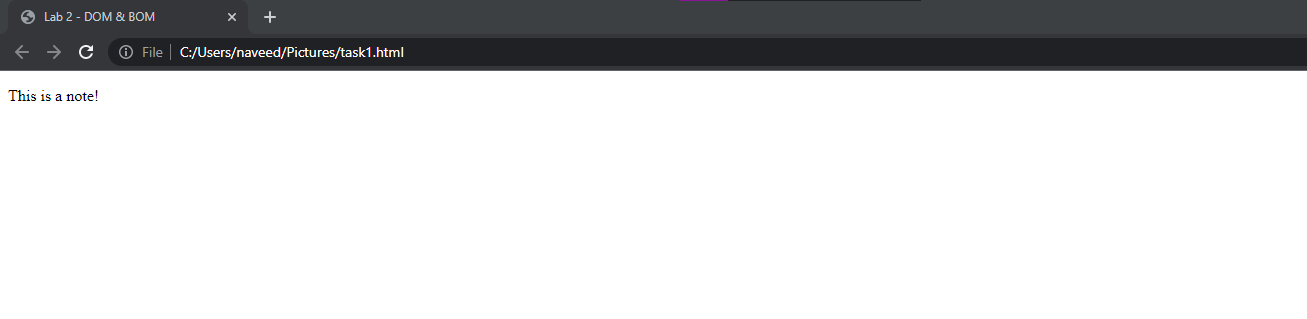 Lab 2 - DOM & BOM
File C:/Users/naveed/Pictures/task1.html
This is a note!